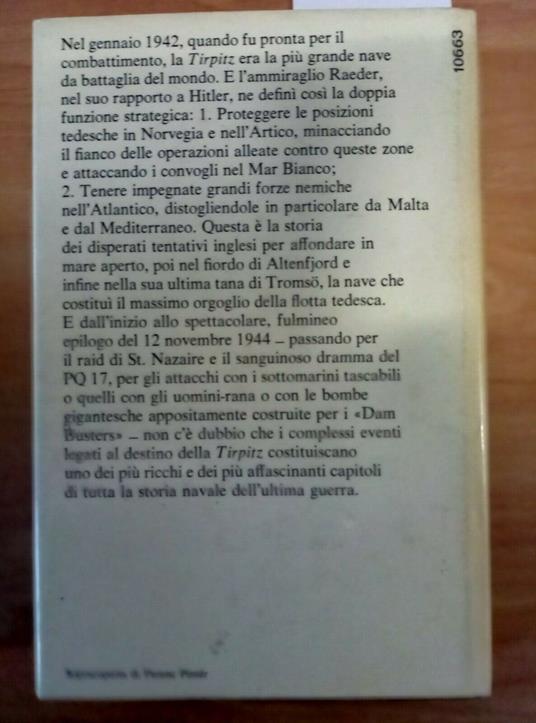 Nel gennaio 1942, quando fu pronta per il
combattimento, la Tirpitz era la più grande nave
da battaglia del mondo. E l'ammiraglio Raeder,
nel suo rapporto a Hitler, ne definì così la doppia
funzione strategica: 1. Proteggere le posizioni
tedesche in Norvegia e nell'Artico, minacciando
il fianco delle operazioni alleate contro queste zone
e attaccando i convogli nel Mar Bianco;
2. Tenere impegnate grandi forze nemiche
nell'Atlantico, distogliendole in particolare da Malta
e dal Mediterraneo. Questa è la storia
dei disperati tentativi inglesi per affondare in
mare aperto, poi nel fiordo di Altenfjord e
infine nella sua ultima tana di Tromsö, la nave che
costituì il massimo orgoglio della flotta tedesca.
E dall'inizio allo spettacolare, fulmineo
epilogo del 12 novembre 1944 – passando per
il raid di St. Nazaire e il sanguinoso dramma del
PQ 17, per gli attacchi con i sottomarini tascabili
o quelli con gli uomini-rana o con le bombe
gigantesche appositamente costruite per i «Dam
Busters» – non c'è dubbio che i complessi eventi
legati al destino della Tirpitz costituiscano
uno dei più ricchi e dei più affascinanti capitoli
di tutta la storia navale dell'ultima guerra.
10663